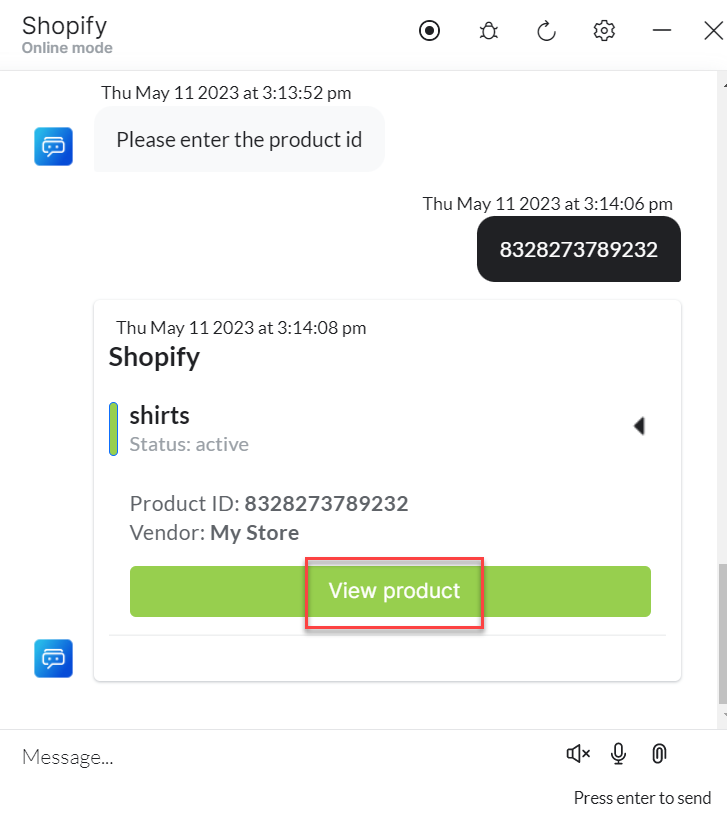 Shopify
Online mode
Thu May 11 2023 at 3:13:52 pm
Please enter the product id
Thu May 11 2023 at 3:14:06 pm
8328273789232
Thu May 11 2023 at 3:14:08 pm
Shopify
shirts
Status: active
Product ID: 8328273789232
Vendor: My Store
View product
Message...
Press enter to send